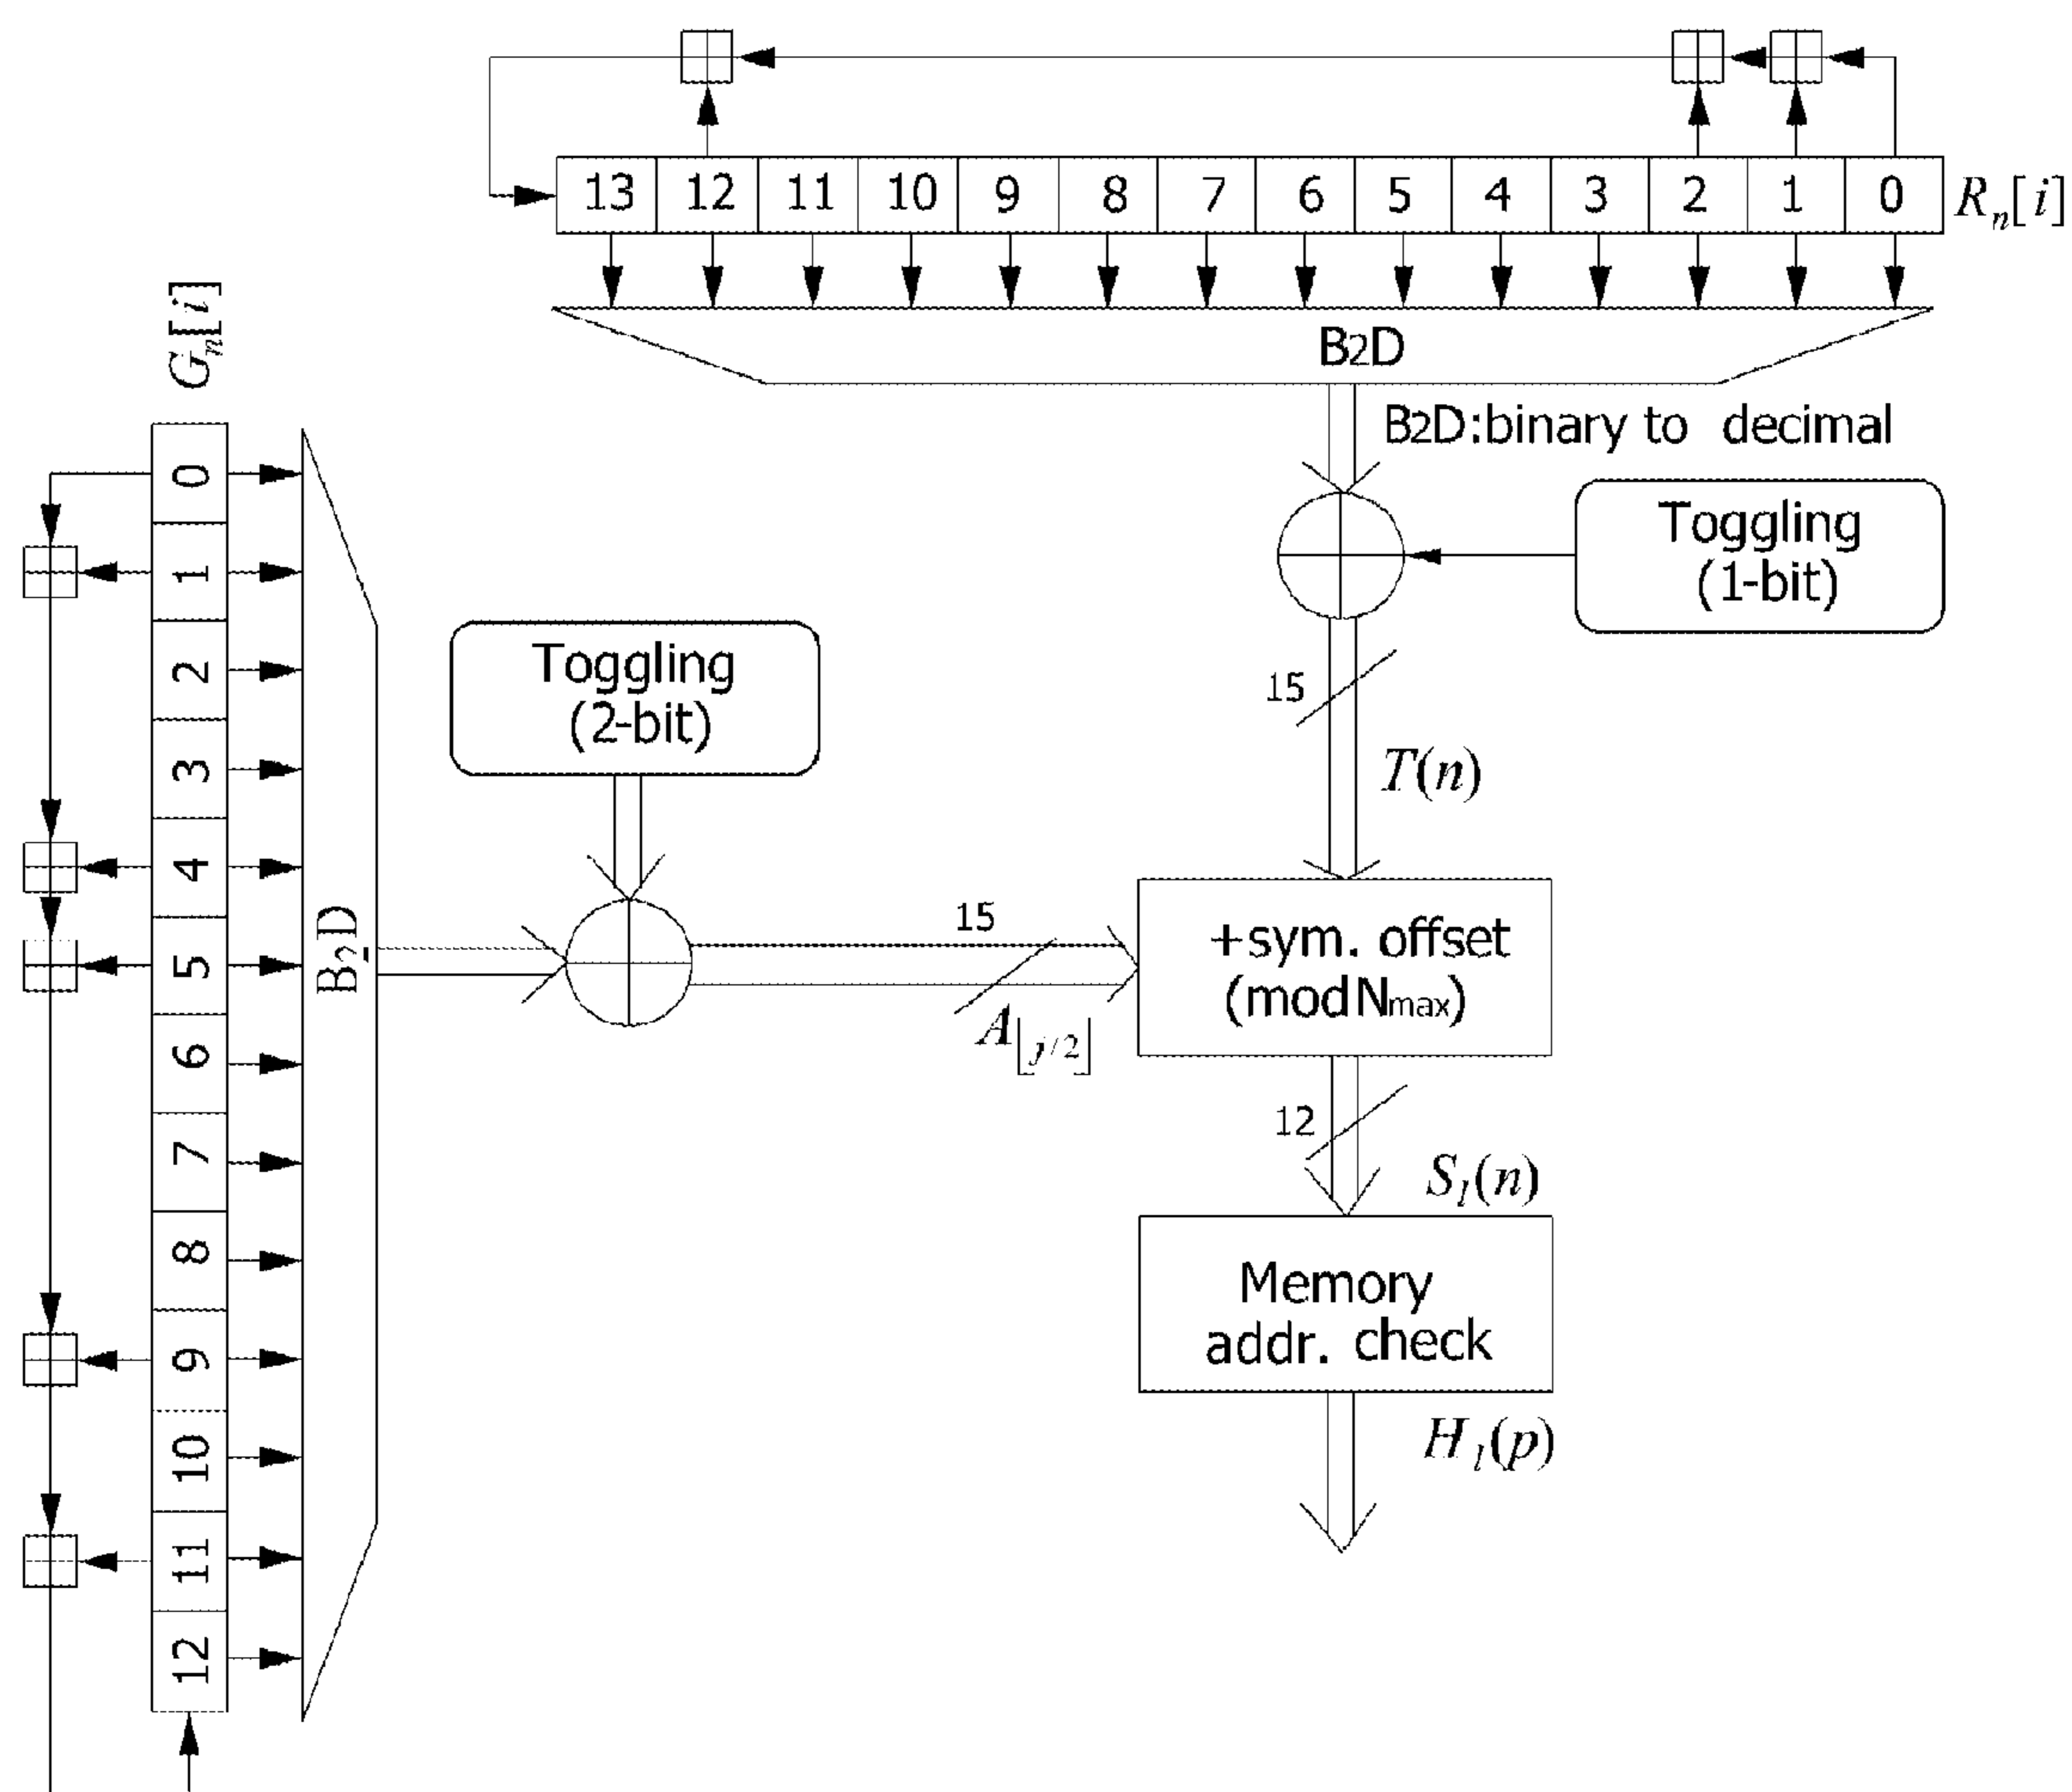 13 12 11 10 9 8 7 6 5 4 3 2 1 0 Rₙ[i]
B2D
B2D:binary to decimal
Toggling
(1-bit)
15
T(n)
Gₙ[i]
0
1
2
3
4
5
6
7
8
9
10
11
12
B2D
Toggling
(2-bit)
15
A⌊j/2⌋
+sym. offset
(mod Nmax)
12
Sₗ(n)
Memory
addr. check
Hₗ(p)